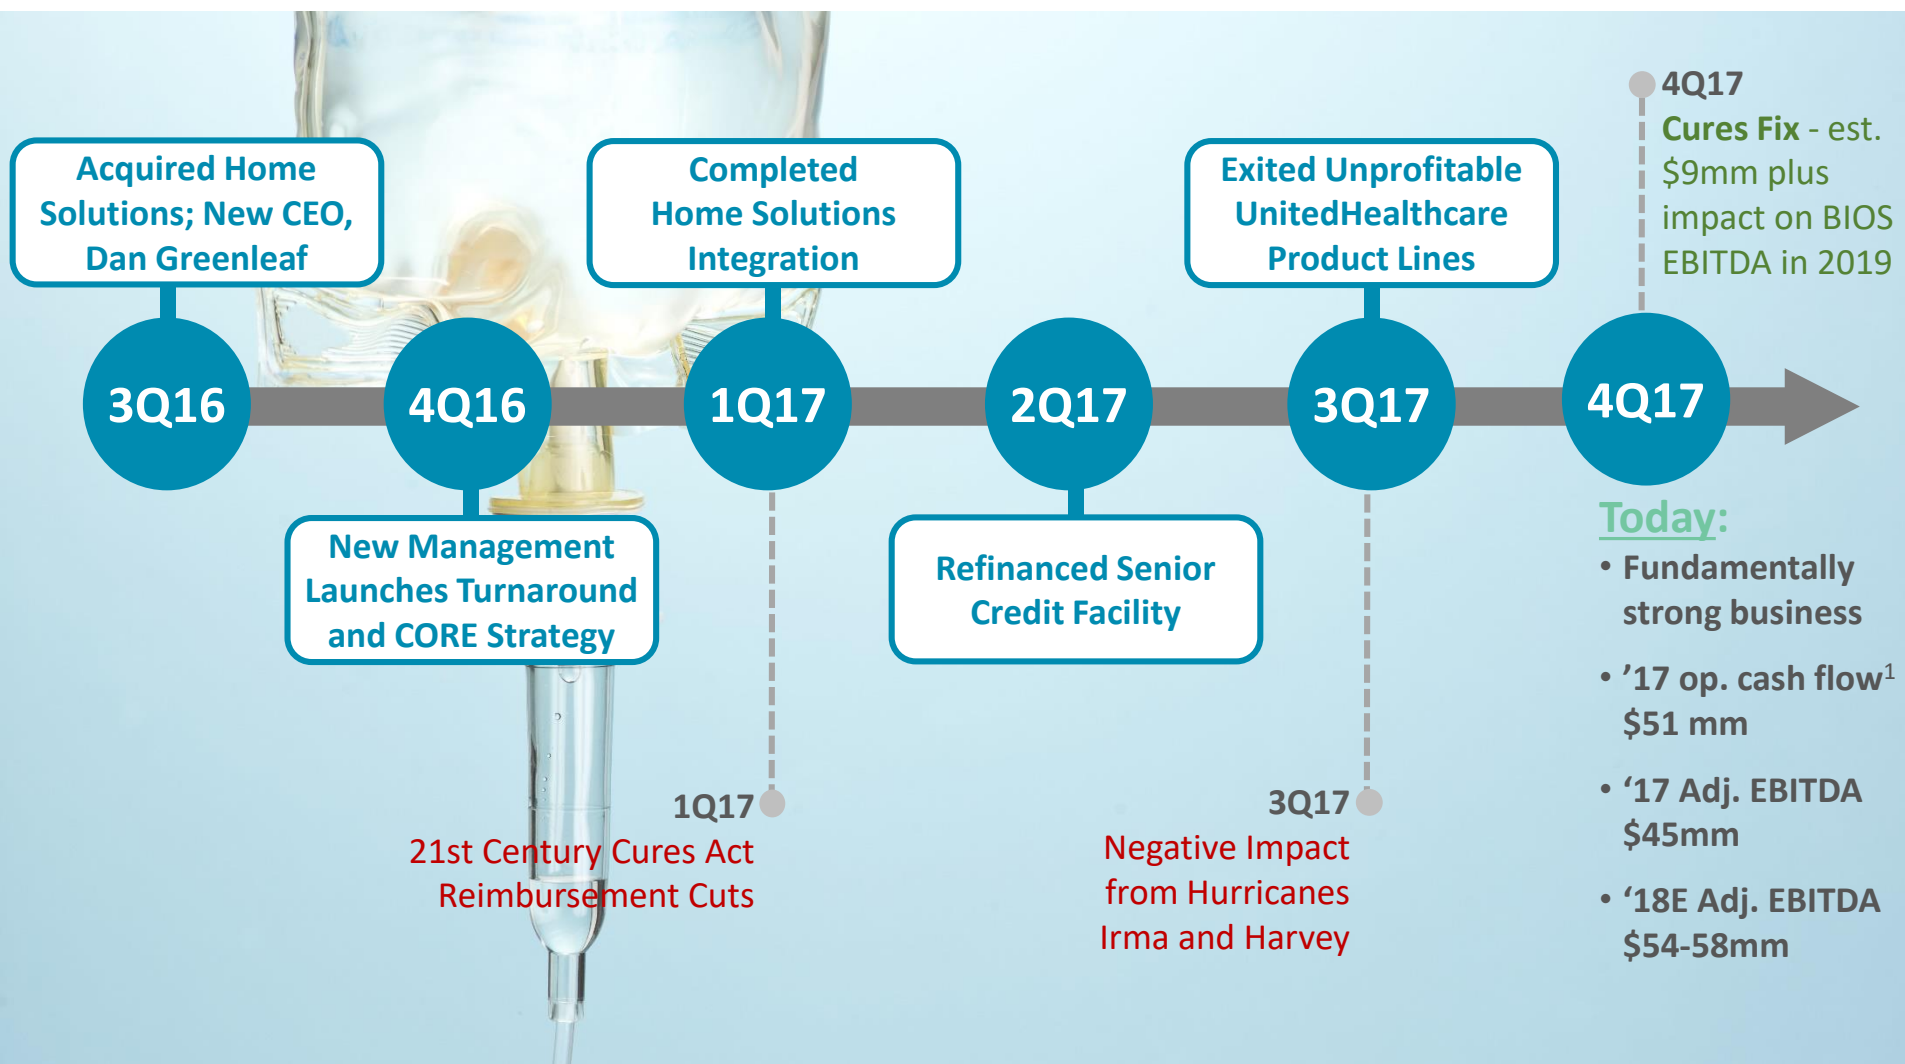 Acquired Home
Solutions; New CEO,
Dan Greenleaf
Completed
Home Solutions
Integration
Exited Unprofitable
UnitedHealthcare
Product Lines
4Q17
Cures Fix - est.
$9mm plus
impact on BIOS
EBITDA in 2019
3Q16
4Q16
1Q17
2Q17
3Q17
4Q17
New Management
Launches Turnaround
and CORE Strategy
Refinanced Senior
Credit Facility
1Q17
21st Century Cures Act
Reimbursement Cuts
3Q17
Negative Impact
from Hurricanes
Irma and Harvey
Today:
• Fundamentally
strong business
• ’17 op. cash flow¹
$51 mm
• ‘17 Adj. EBITDA
$45mm
• ‘18E Adj. EBITDA
$54-58mm